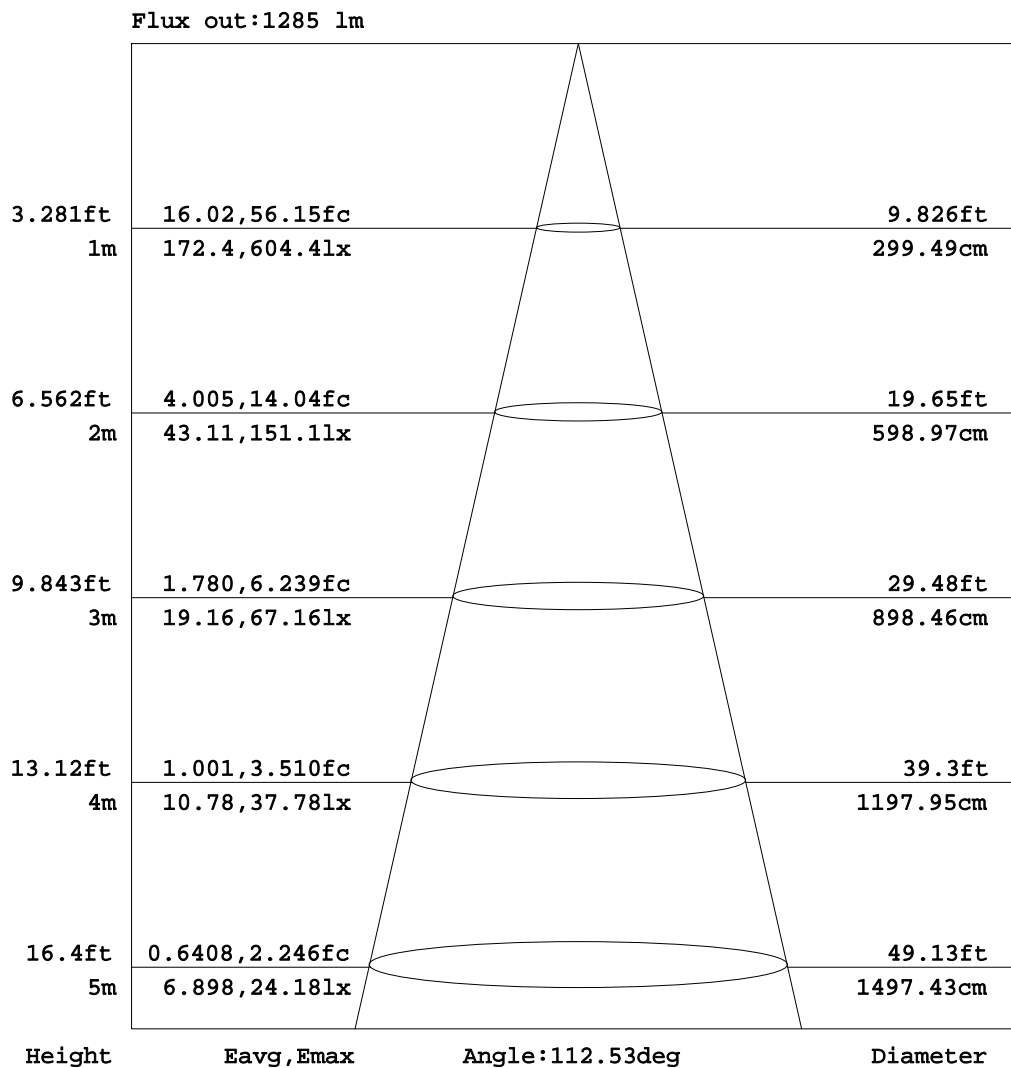 Flux out:1285 lm
3.281ft 16.02,56.15fc 9.826ft
1m 172.4,604.4lx 299.49cm
6.562ft 4.005,14.04fc 19.65ft
2m 43.11,151.1lx 598.97cm
9.843ft 1.780,6.239fc 29.48ft
3m 19.16,67.16lx 898.46cm
13.12ft 1.001,3.510fc 39.3ft
4m 10.78,37.78lx 1197.95cm
16.4ft 0.6408,2.246fc 49.13ft
5m 6.898,24.18lx 1497.43cm
Height Eavg,Emax Angle:112.53deg Diameter